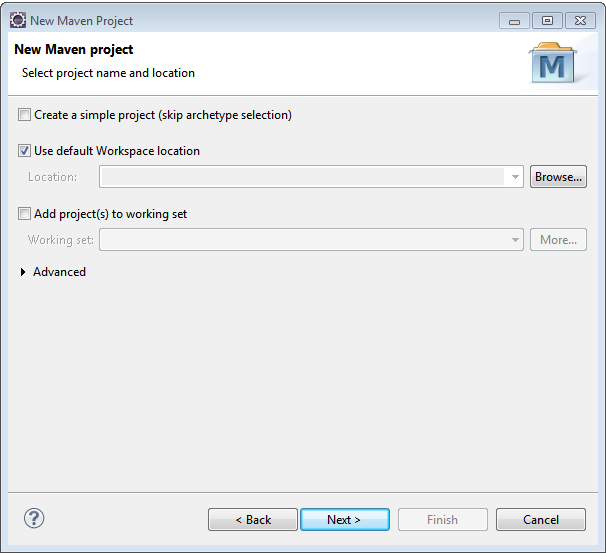 New Maven Project
New Maven project
Select project name and location
M
Create a simple project (skip archetype selection)
Use default Workspace location
Location:
Browse...
Add project(s) to working set
Working set:
More...
Advanced
?
< Back
Next >
Finish
Cancel